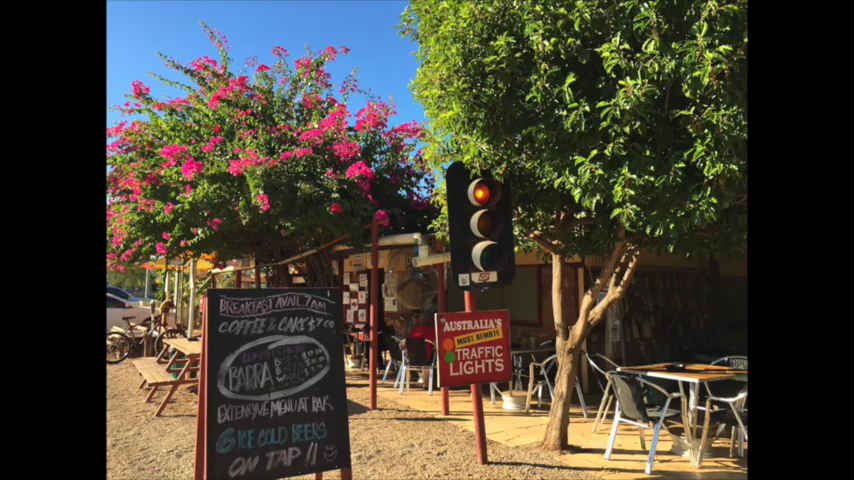 BREAKFAST AVAIL 7AM
COFFEE & CAKE $7.00
BARRA
EXTENSIVE MENU AT BAR
6 ICE COLD BEERS
ON TAP!!
AUSTRALIA'S
MOST REMOTE
TRAFFIC
LIGHTS